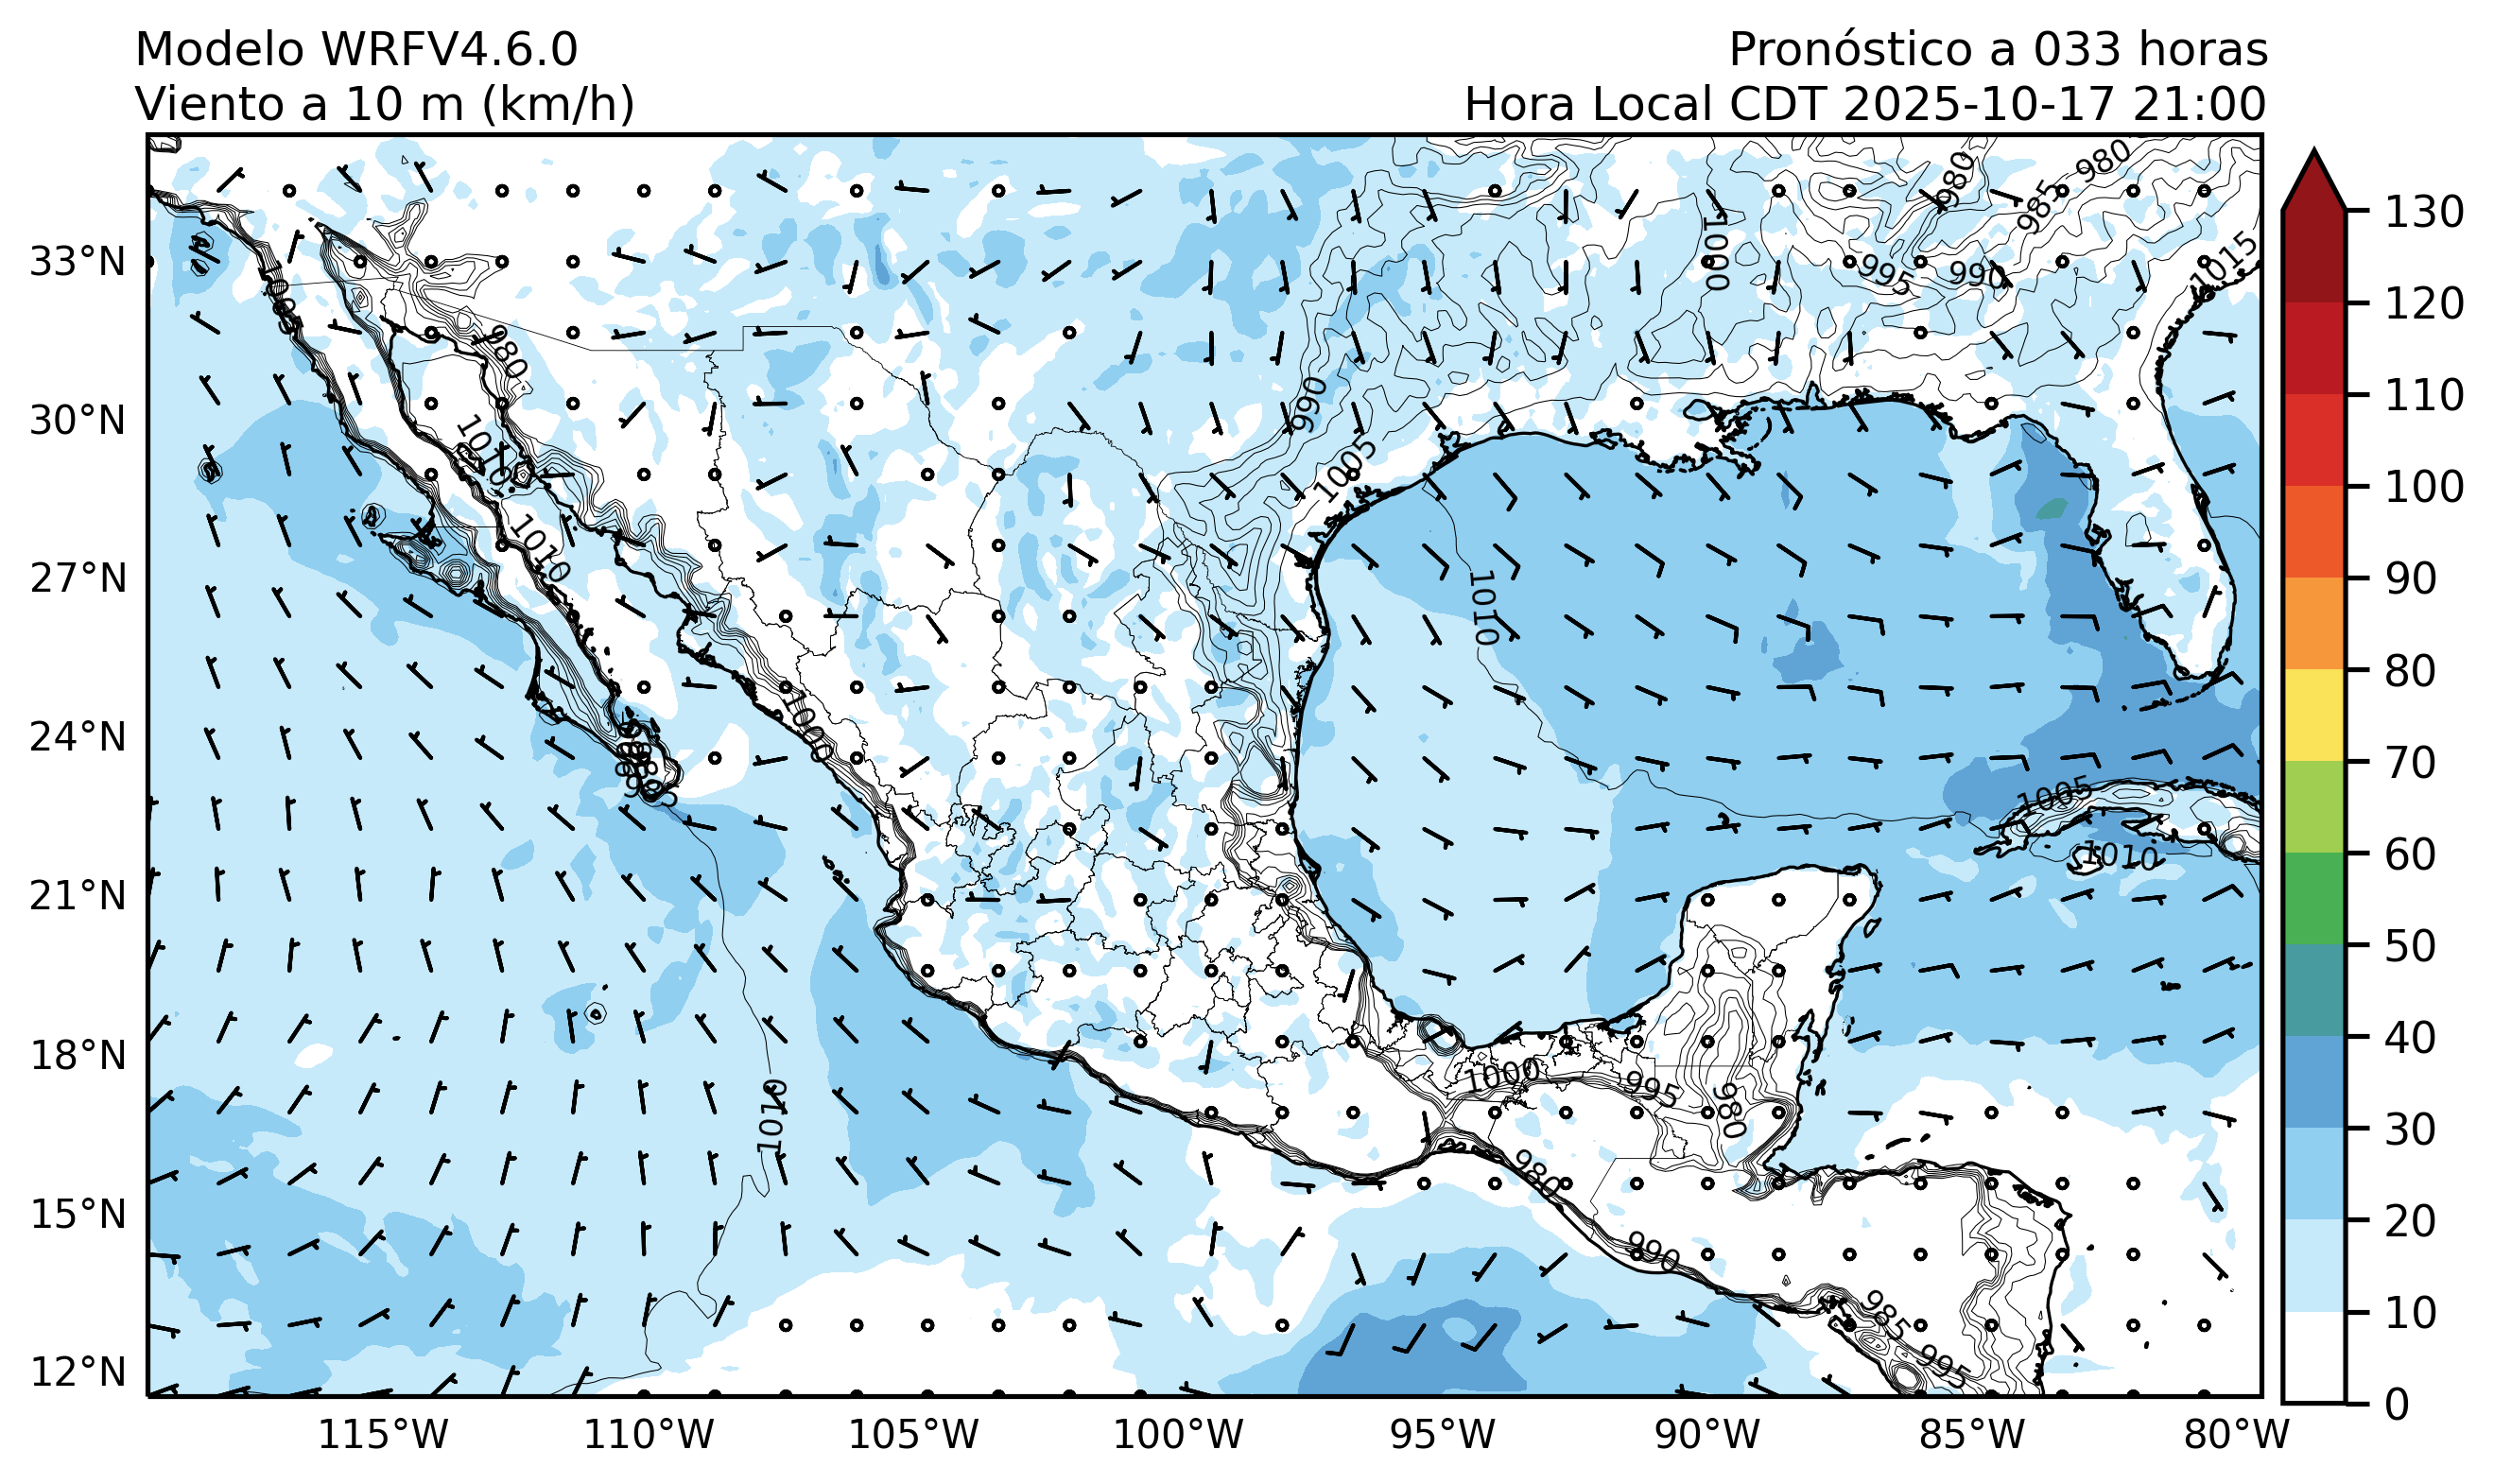 Modelo WRFV4.6.0
Viento a 10 m (km/h)
Pronóstico a 033 horas
Hora Local CDT 2025-10-17 21:00
33°N
30°N
27°N
24°N
21°N
18°N
15°N
12°N
115°W
110°W
105°W
100°W
95°W
90°W
85°W
80°W
130
120
110
100
90
80
70
60
50
40
30
20
10
0
980
980
985
1015
1000
995
990
1005
980
990
1010
1005
1010
1010
1000
1005
1010
1000
995
980
1010
980
990
985
995